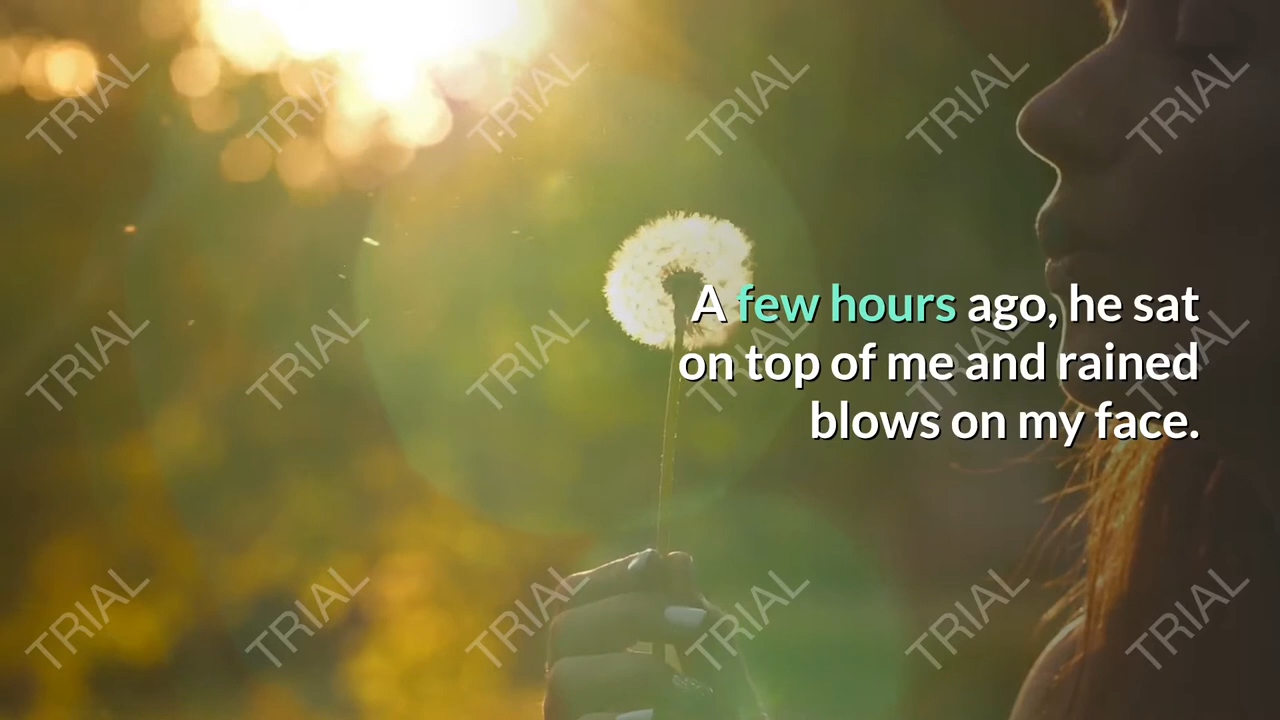 TRIAL TRIAL TRIAL TRIAL TRIAL TRIAL
A few hours ago, he sat
on top of me and rained
blows on my face.
TRIAL TRIAL TRIAL TRIAL TRIAL TRIAL
TRIAL TRIAL TRIAL TRIAL TRIAL TRIAL